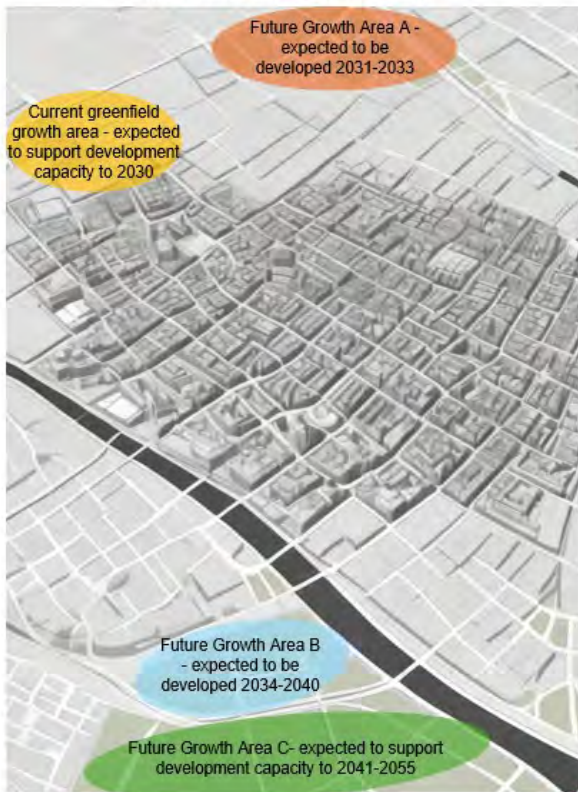 Future Growth Area A -
expected to be
developed 2031-2033
Current greenfield
growth area - expected
to support development
capacity to 2030
Future Growth Area B
- expected to be
developed 2034-2040
Future Growth Area C- expected to support
development capacity to 2041-2055